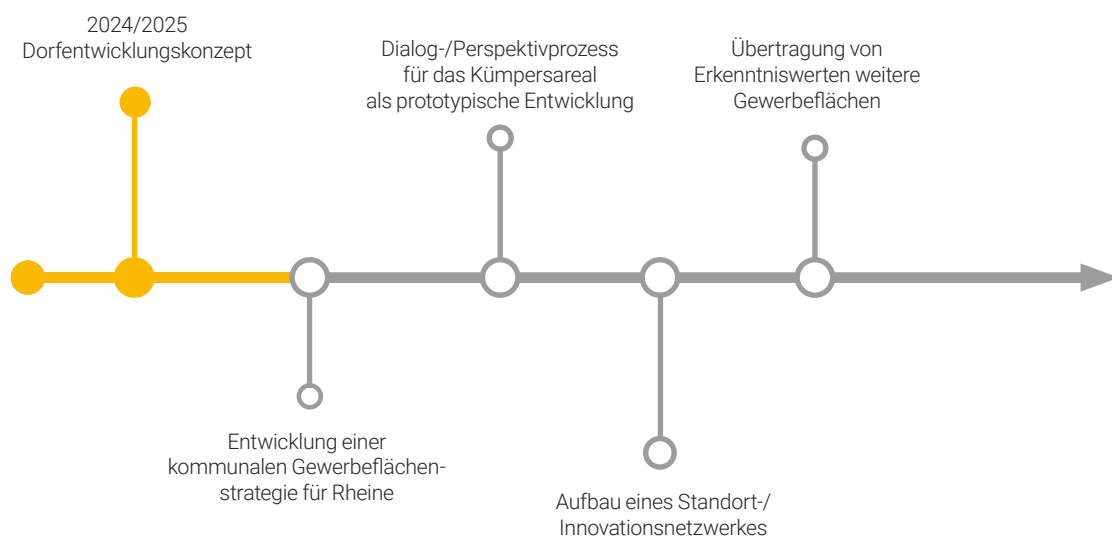 2024/2025
Dorfentwicklungskonzept
Dialog-/Perspektivprozess
für das Kümpersareal
als prototypische Entwicklung
Übertragung von
Erkenntniswerten weitere
Gewerbeflächen
Entwicklung einer
kommunalen Gewerbeflächen-
strategie für Rheine
Aufbau eines Standort-/
Innovationsnetzwerkes